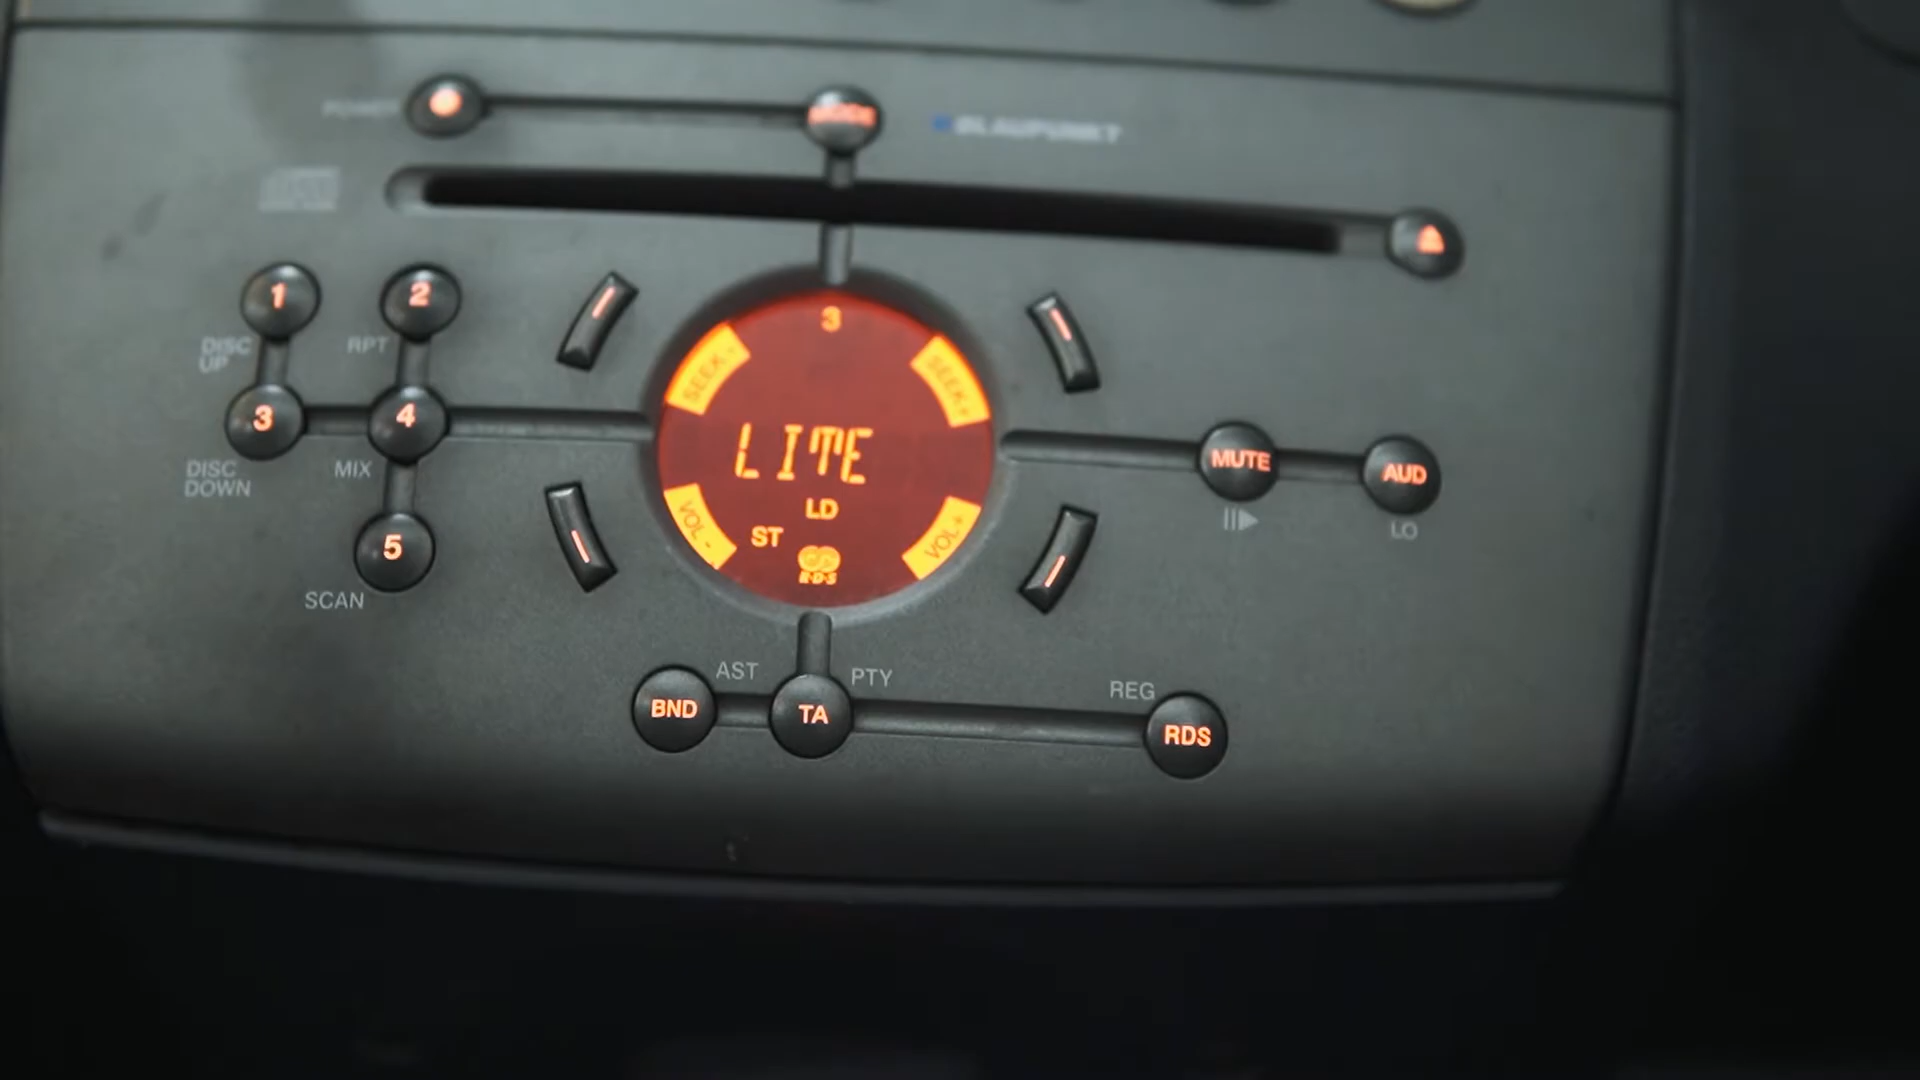 POWER
MODE
BLAUPUNKT
1
2
DISC UP
RPT
3
4
DISC DOWN
MIX
5
SCAN
3
SEEK -
SEEK +
LITE
LD
ST
VOL -
VOL +
R·D·S
MUTE
AUD
LO
BND
AST
TA
PTY
REG
RDS